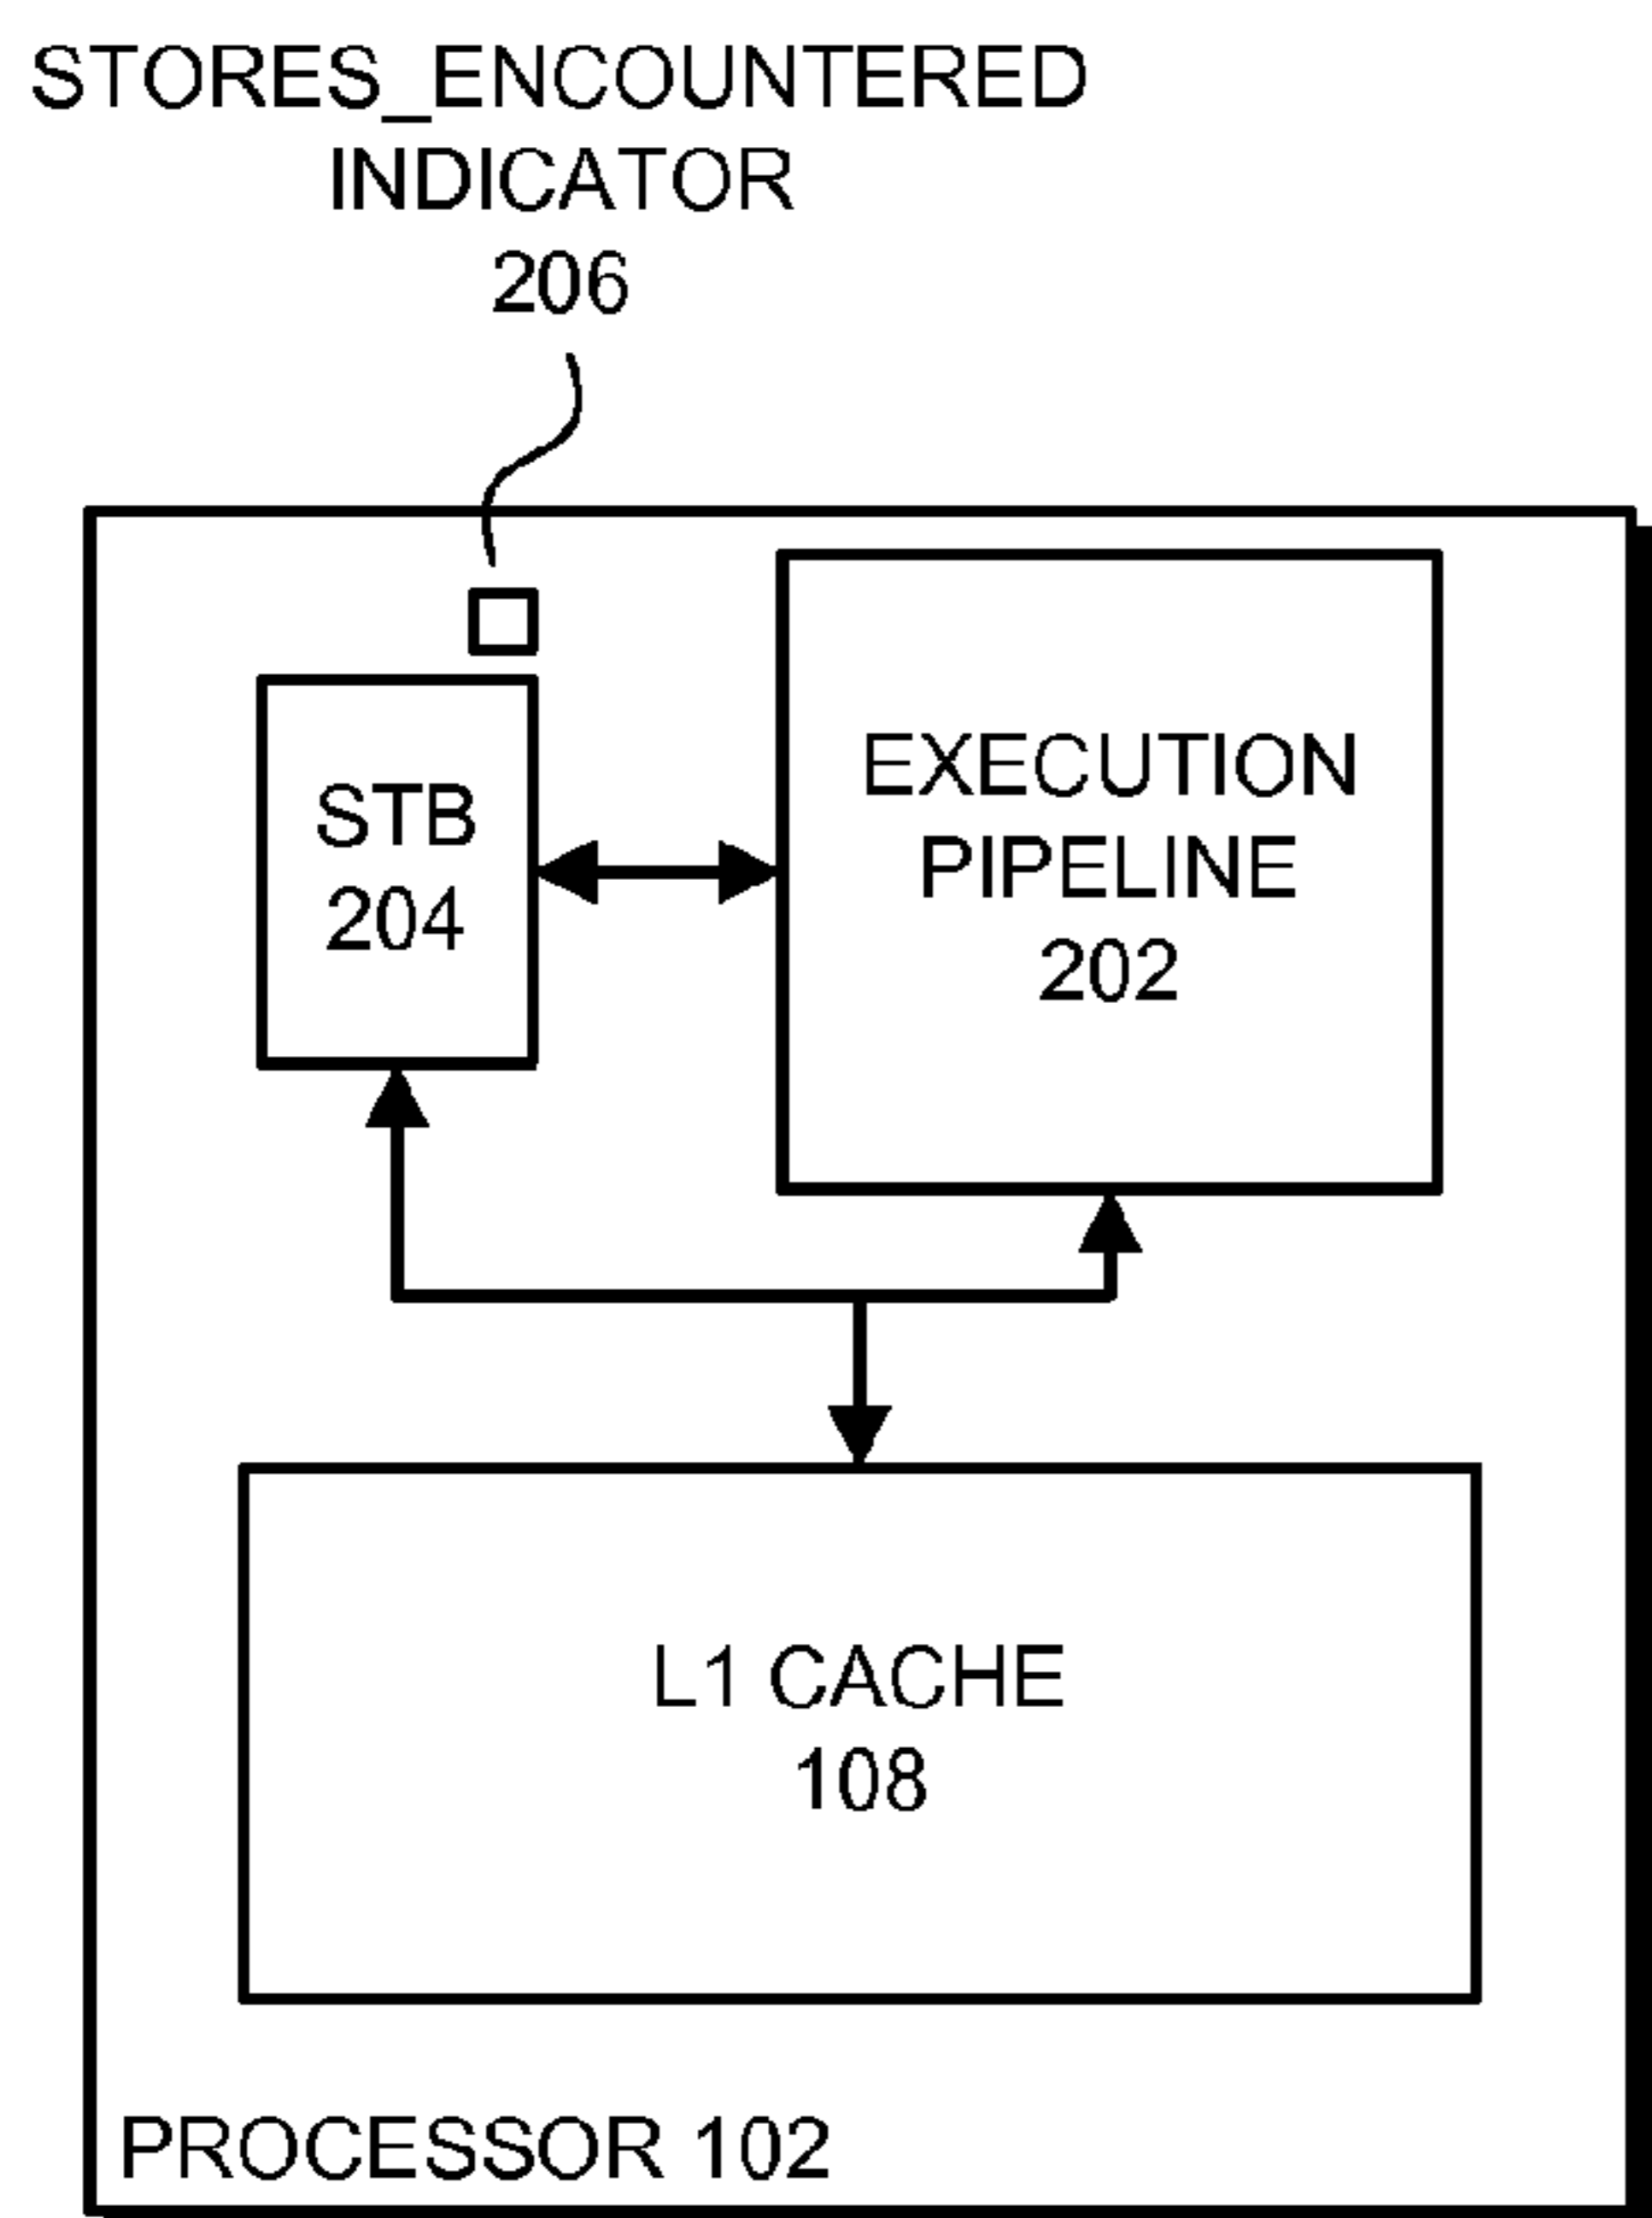 STORES_ENCOUNTERED
INDICATOR
206
STB
204
EXECUTION
PIPELINE
202
L1 CACHE
108
PROCESSOR 102